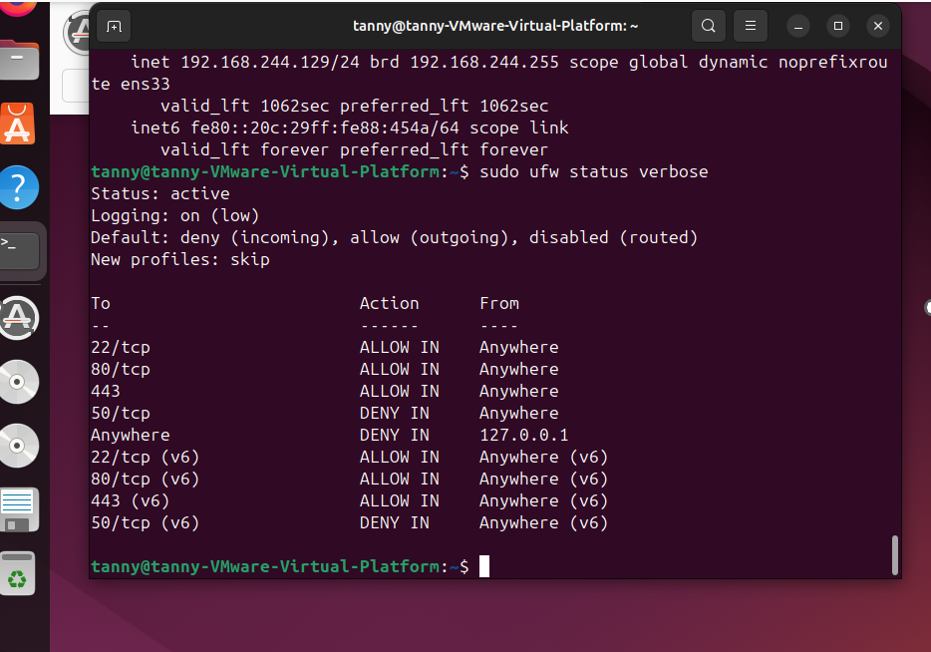 tanny@tanny-VMware-Virtual-Platform: ~
inet 192.168.244.129/24 brd 192.168.244.255 scope global dynamic noprefixrou
te ens33
valid_lft 1062sec preferred_lft 1062sec
inet6 fe80::20c:29ff:fe88:454a/64 scope link
valid_lft forever preferred_lft forever
tanny@tanny-VMware-Virtual-Platform:~$ sudo ufw status verbose
Status: active
Logging: on (low)
Default: deny (incoming), allow (outgoing), disabled (routed)
New profiles: skip
To Action From
-- ------ ----
22/tcp ALLOW IN Anywhere
80/tcp ALLOW IN Anywhere
443 ALLOW IN Anywhere
50/tcp DENY IN Anywhere
Anywhere DENY IN 127.0.0.1
22/tcp (v6) ALLOW IN Anywhere (v6)
80/tcp (v6) ALLOW IN Anywhere (v6)
443 (v6) ALLOW IN Anywhere (v6)
50/tcp (v6) DENY IN Anywhere (v6)
tanny@tanny-VMware-Virtual-Platform:~$